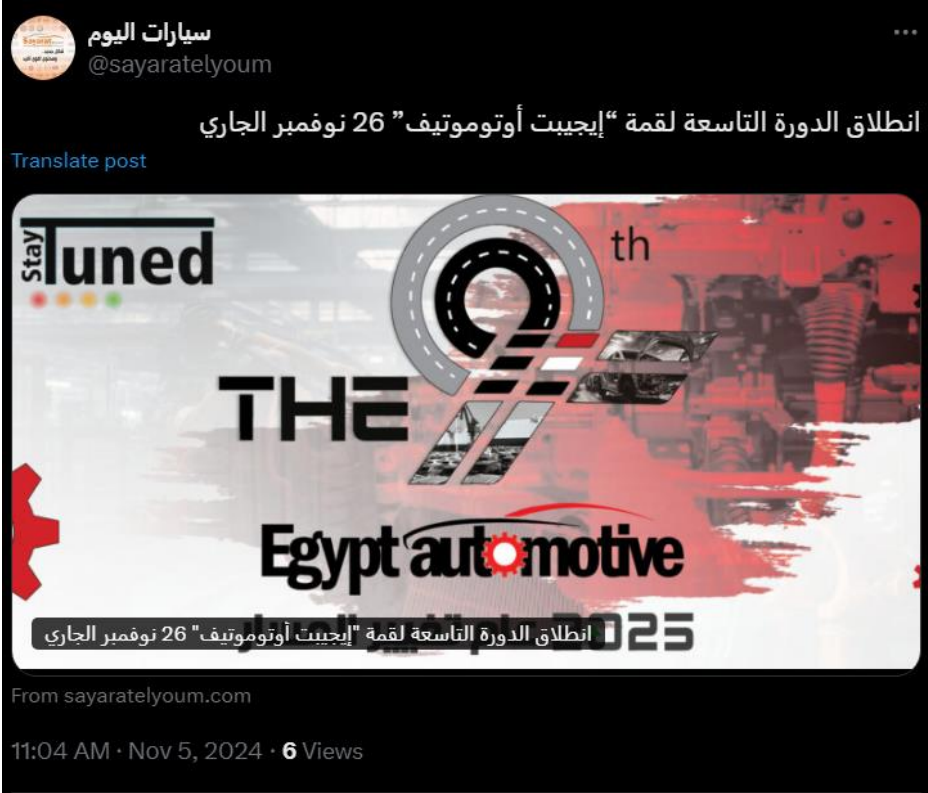 سيارات اليوم
@sayaratelyoum
انطلاق الدورة التاسعة لقمة “إيجيبت أوتوموتيف” 26 نوفمبر الجاري
Translate post
Stay Tuned
9 th
THE
Egypt automotive
2025
انطلاق الدورة التاسعة لقمة "إيجيبت أوتوموتيف" 26 نوفمبر الجاري
From sayaratelyoum.com
11:04 AM · Nov 5, 2024 · 6 Views